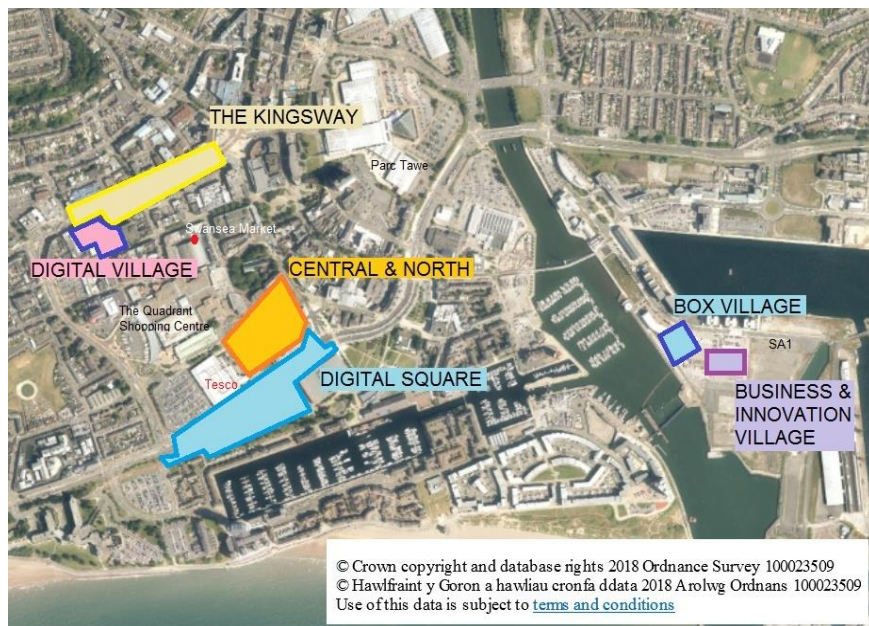 THE KINGSWAY
Parc Tawe
Swansea Market
DIGITAL VILLAGE
CENTRAL & NORTH
The Quadrant
Shopping Centre
BOX VILLAGE
SA1
Tesco
DIGITAL SQUARE
BUSINESS &
INNOVATION
VILLAGE
© Crown copyright and database rights 2018 Ordnance Survey 100023509
© Hawlfraint y Goron a hawliau cronfa ddata 2018 Arolwg Ordnans 100023509
Use of this data is subject to terms and conditions